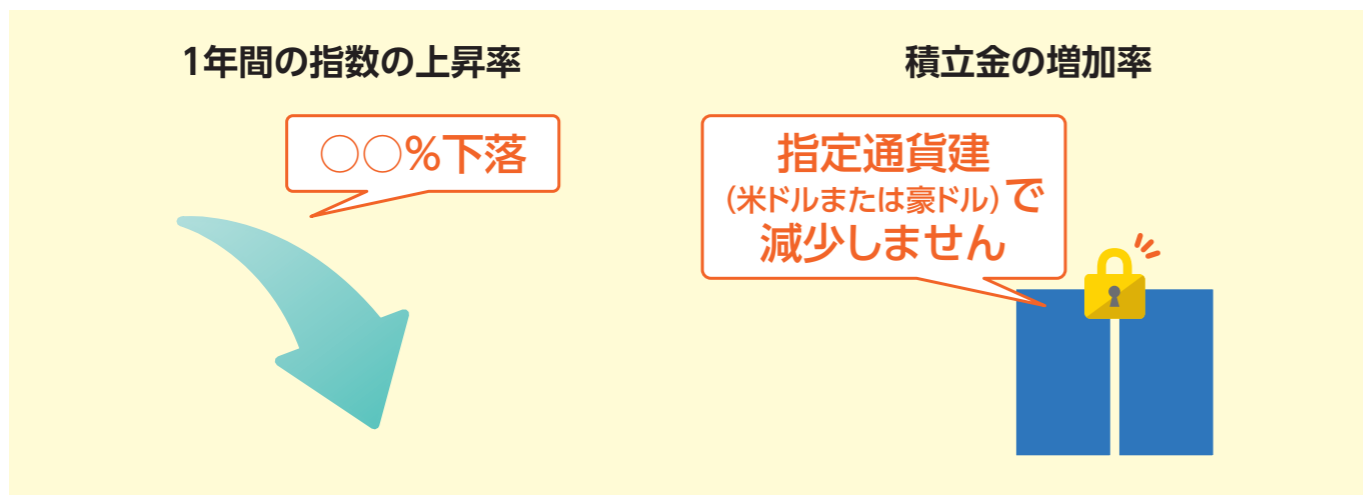 1年間の指数の上昇率
積立金の増加率
○○%下落
指定通貨建
(米ドルまたは豪ドル)で
減少しません